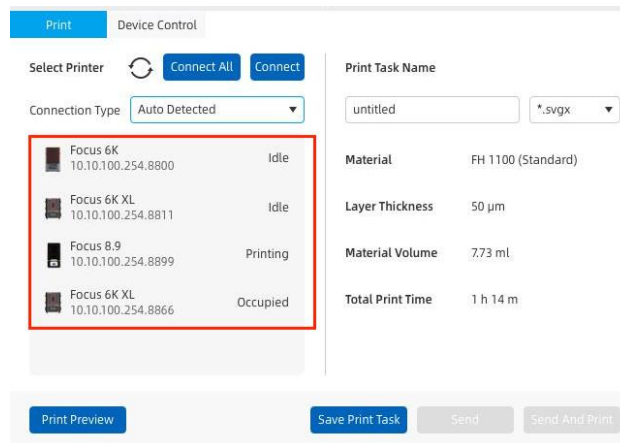 Print Device Control
Select Printer Connect All Connect
Connection Type Auto Detected
Focus 6K
10.10.100.254.8800 Idle
Focus 6K XL
10.10.100.254.8811 Idle
Focus 8.9
10.10.100.254.8899 Printing
Focus 6K XL
10.10.100.254.8866 Occupied
Print Task Name
untitled *.svgx
Material FH 1100 (Standard)
Layer Thickness 50 μm
Material Volume 7.73 ml
Total Print Time 1 h 14 m
Print Preview Save Print Task Send Send And Print